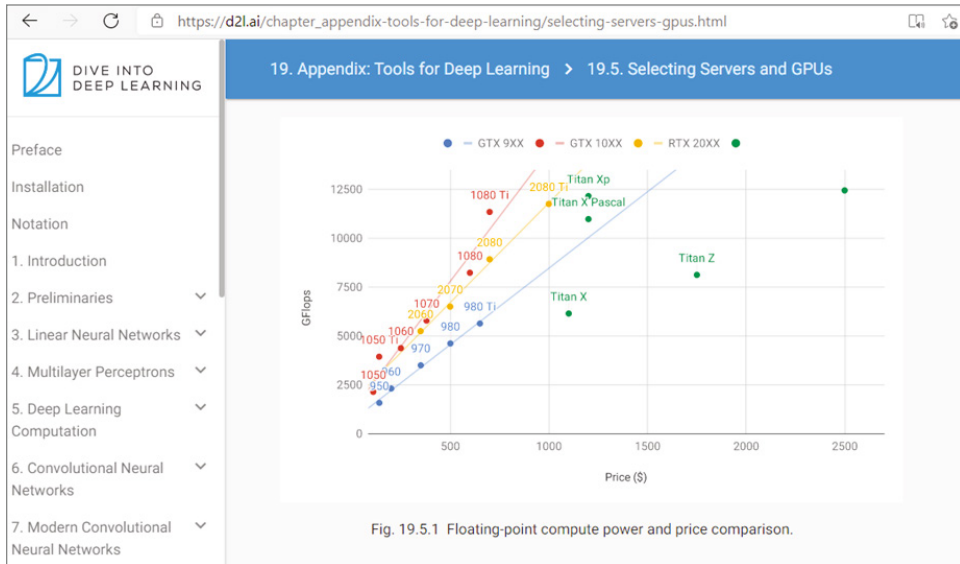 https://d2l.ai/chapter_appendix-tools-for-deep-learning/selecting-servers-gpus.html
DIVE INTO
DEEP LEARNING
19. Appendix: Tools for Deep Learning > 19.5. Selecting Servers and GPUs
Preface
Installation
Notation
1. Introduction
2. Preliminaries
3. Linear Neural Networks
4. Multilayer Perceptrons
5. Deep Learning
Computation
6. Convolutional Neural
Networks
7. Modern Convolutional
Neural Networks
GTX 9XX
GTX 10XX
RTX 20XX
12500
10000
7500
5000
2500
0
GFlops
500
1000
1500
2000
2500
Price ($)
Titan Xp
2080 Ti
1080 Ti
Titan X Pascal
2080
1080
Titan Z
2070
Titan X
1070
980 Ti
2060
980
1060
1050 Ti
970
1050
960
950
Fig. 19.5.1 Floating-point compute power and price comparison.